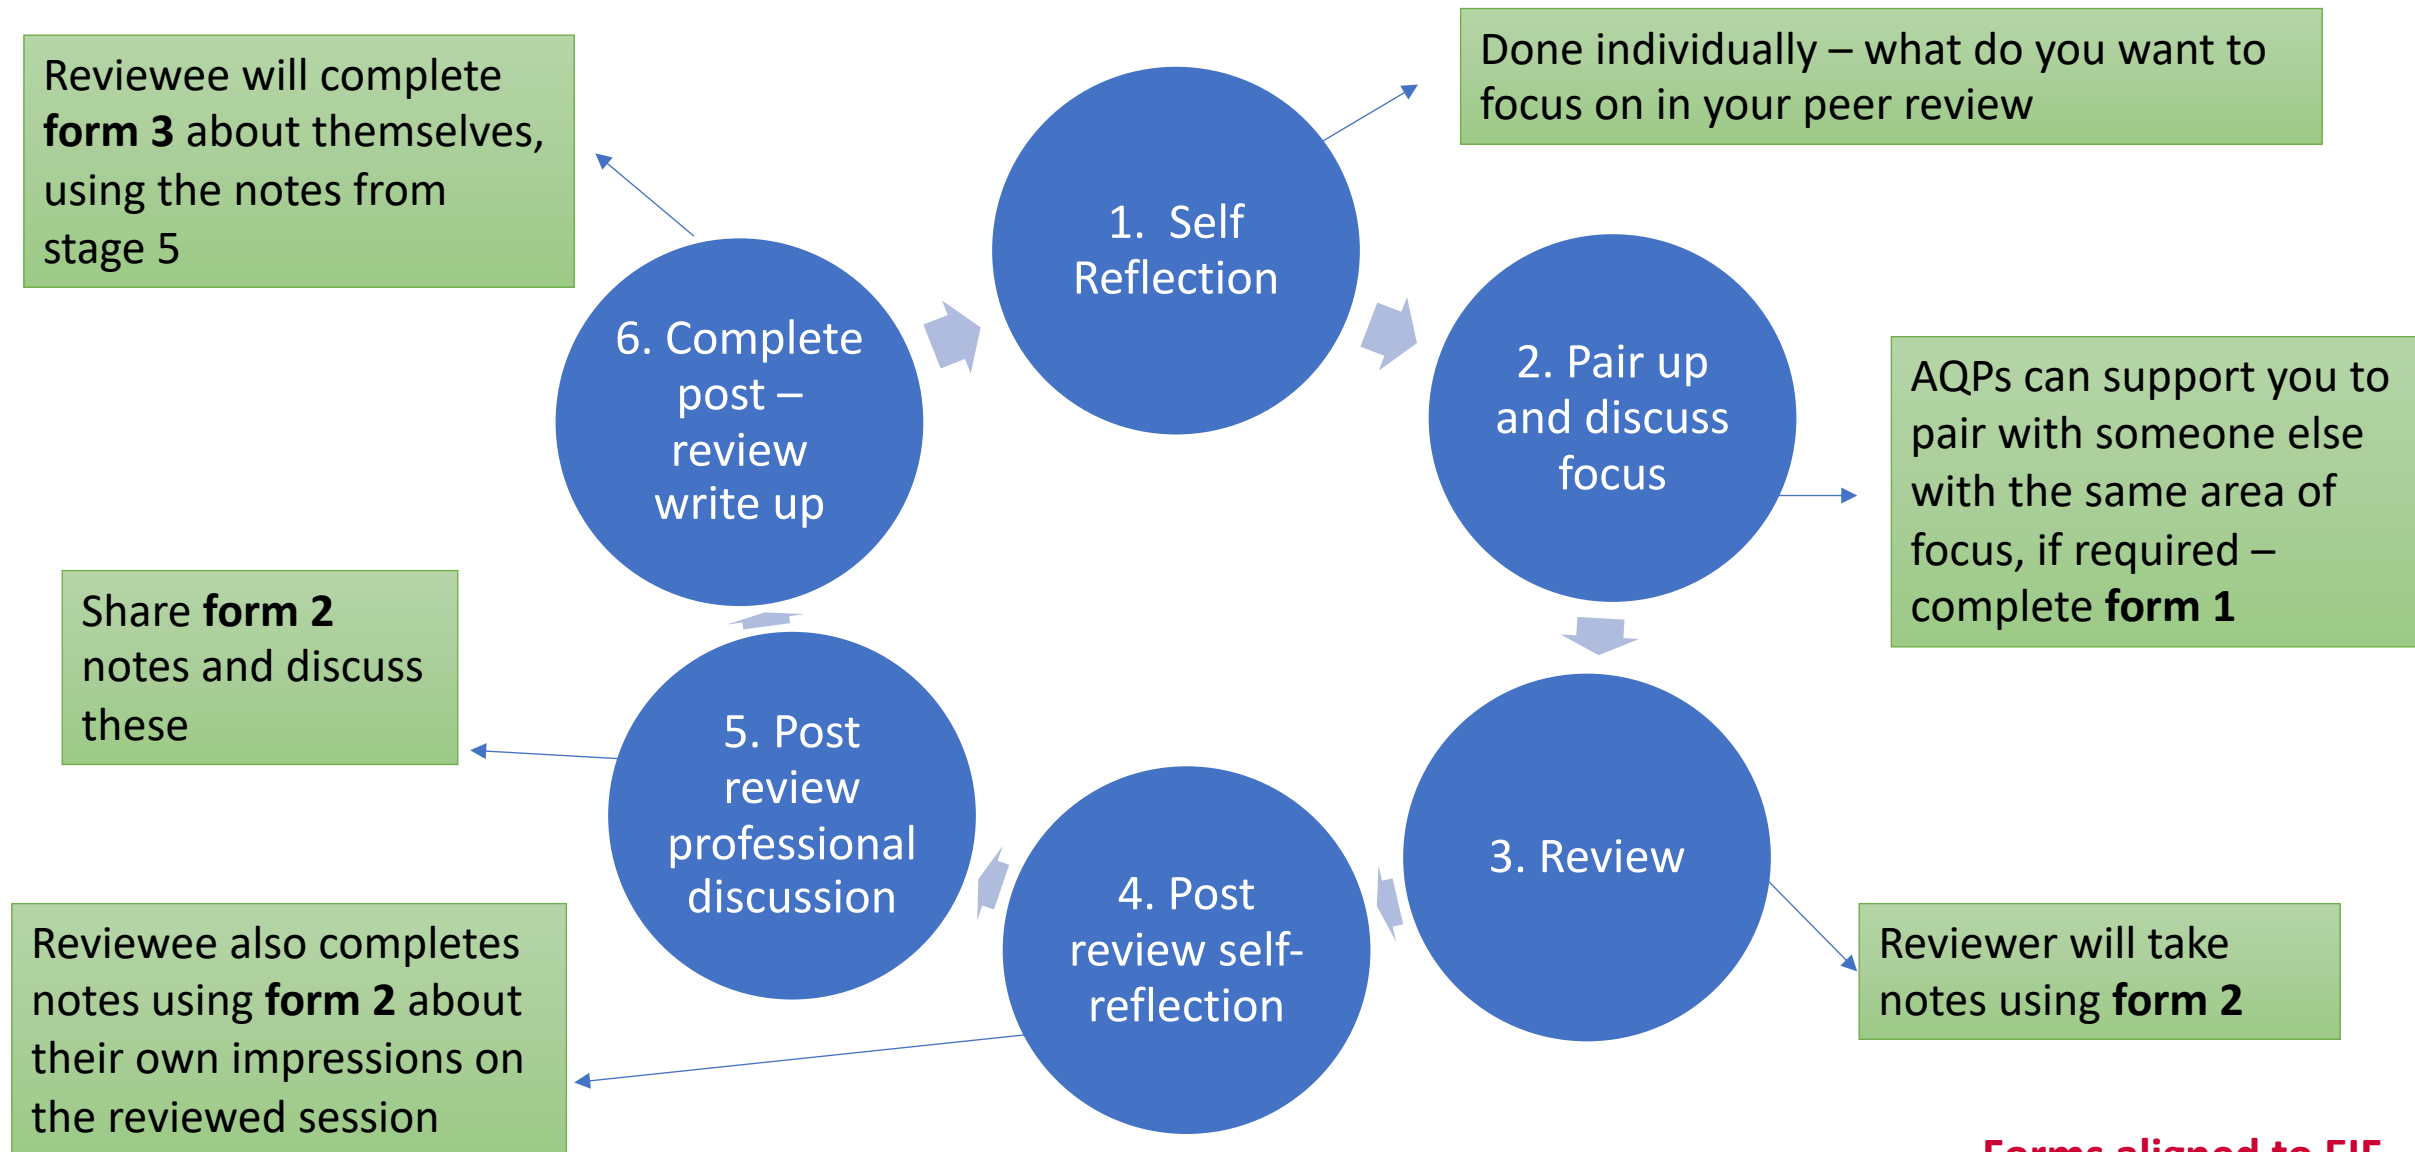 Done individually – what do you want to
focus on in your peer review
Reviewee will complete
form 3 about themselves,
using the notes from
stage 5
1.  Self
Reflection
2. Pair up
and discuss
focus
AQPs can support you to
pair with someone else
with the same area of
focus, if required –
complete form 1
6. Complete
post –
review
write up
Share form 2
notes and discuss
these
5. Post
review
professional
discussion
3. Review
4. Post
review self-
reflection
Reviewer will take
notes using form 2
Reviewee also completes
notes using form 2 about
their own impressions on
the reviewed session
Forms aligned to EIF